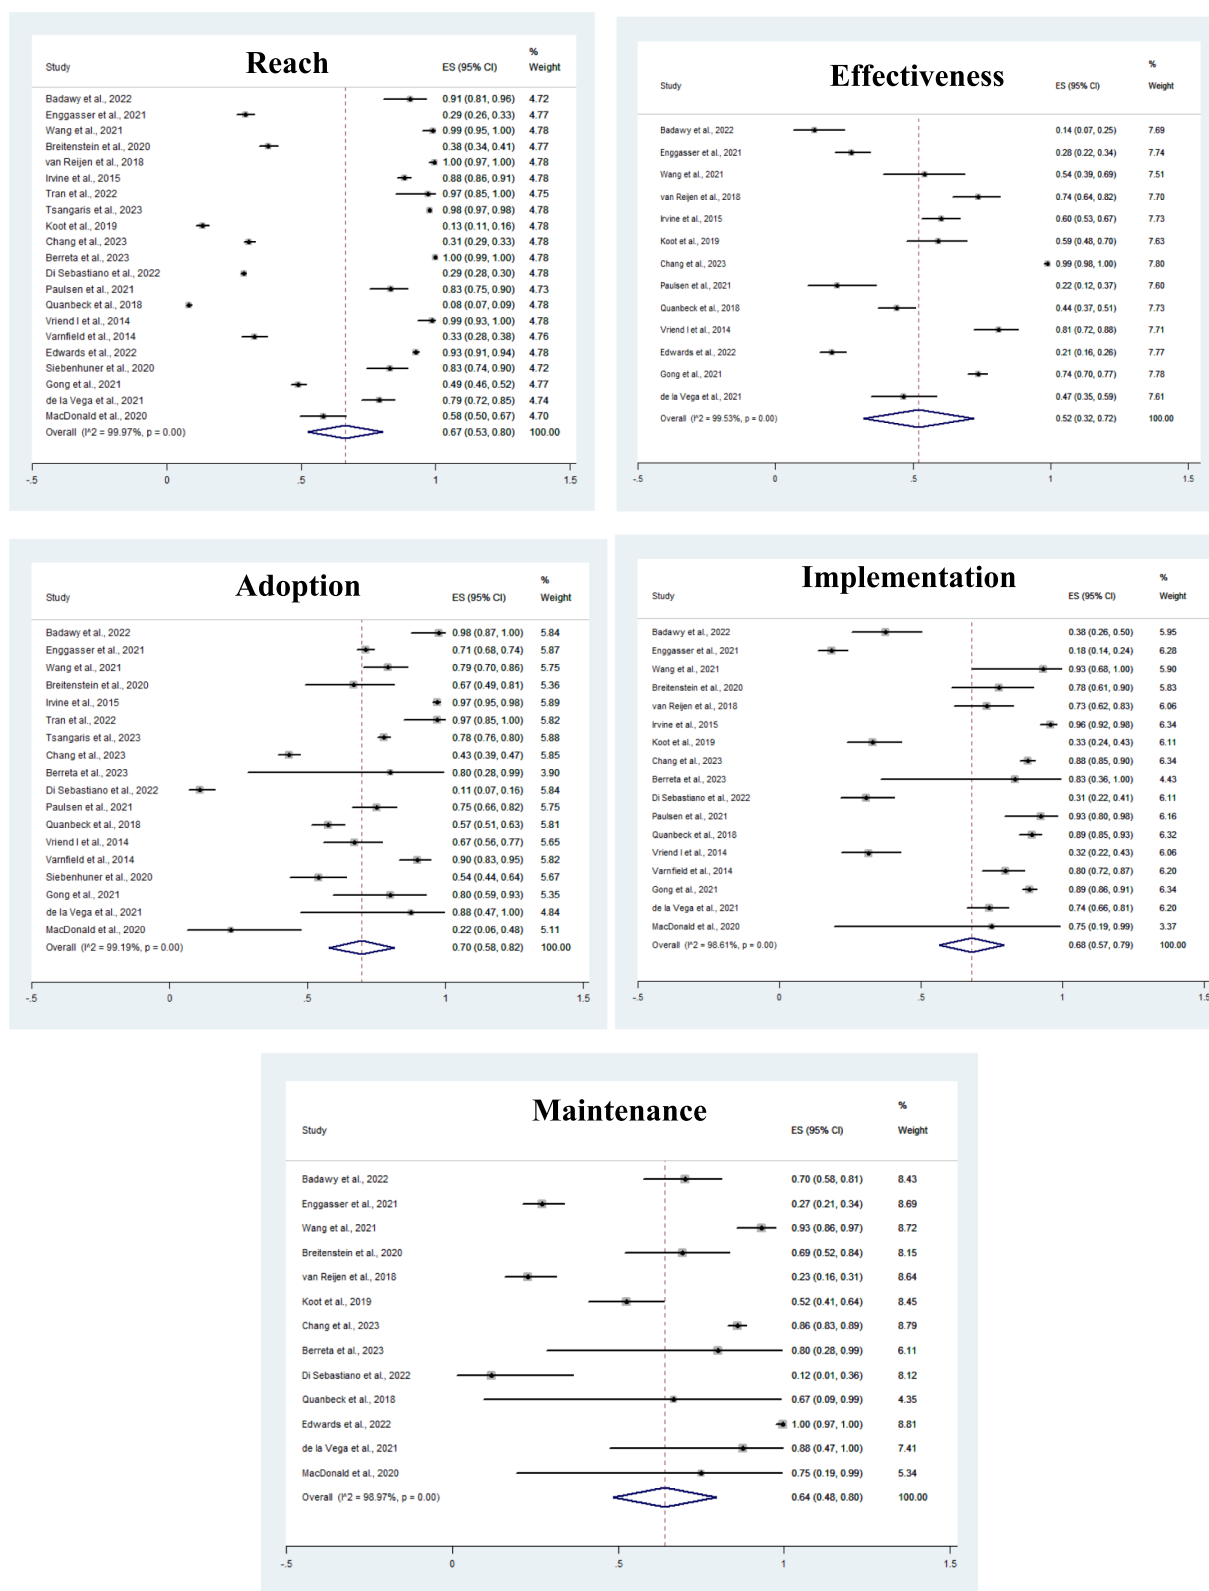 Reach
%
Study ES (95% CI) Weight
Badawy et al., 2022 0.91 (0.81, 0.96) 4.72
Enggasser et al., 2021 0.29 (0.26, 0.33) 4.77
Wang et al., 2021 0.99 (0.95, 1.00) 4.78
Breitenstein et al., 2020 0.38 (0.34, 0.41) 4.77
van Reijen et al., 2018 1.00 (0.97, 1.00) 4.78
Irvine et al., 2015 0.88 (0.86, 0.91) 4.78
Tran et al., 2022 0.97 (0.85, 1.00) 4.75
Tsangaris et al., 2023 0.98 (0.97, 0.98) 4.78
Koot et al., 2019 0.13 (0.11, 0.16) 4.78
Chang et al., 2023 0.31 (0.29, 0.33) 4.78
Berreta et al., 2023 1.00 (0.99, 1.00) 4.78
Di Sebastiano et al., 2022 0.29 (0.28, 0.30) 4.78
Paulsen et al., 2021 0.83 (0.75, 0.90) 4.73
Quanbeck et al., 2018 0.08 (0.07, 0.09) 4.78
Vriend I et al., 2014 0.99 (0.93, 1.00) 4.78
Varnfield et al., 2014 0.33 (0.28, 0.38) 4.76
Edwards et al., 2022 0.93 (0.91, 0.94) 4.78
Siebenhuner et al., 2020 0.83 (0.74, 0.90) 4.72
Gong et al., 2021 0.49 (0.46, 0.52) 4.77
de la Vega et al., 2021 0.79 (0.72, 0.85) 4.74
MacDonald et al., 2020 0.58 (0.50, 0.67) 4.70
Overall (I^2 = 99.97%, p = 0.00) 0.67 (0.53, 0.80) 100.00
-.5 0 .5 1 1.5
Effectiveness
%
Study ES (95% CI) Weight
Badawy et al., 2022 0.14 (0.07, 0.25) 7.69
Enggasser et al., 2021 0.28 (0.22, 0.34) 7.74
Wang et al., 2021 0.54 (0.39, 0.69) 7.51
van Reijen et al., 2018 0.74 (0.64, 0.82) 7.70
Irvine et al., 2015 0.60 (0.53, 0.67) 7.73
Koot et al., 2019 0.59 (0.48, 0.70) 7.63
Chang et al., 2023 0.99 (0.98, 1.00) 7.80
Paulsen et al., 2021 0.22 (0.12, 0.37) 7.60
Quanbeck et al., 2018 0.44 (0.37, 0.51) 7.73
Vriend I et al., 2014 0.81 (0.72, 0.88) 7.71
Edwards et al., 2022 0.21 (0.16, 0.26) 7.77
Gong et al., 2021 0.74 (0.70, 0.77) 7.78
de la Vega et al., 2021 0.47 (0.35, 0.59) 7.61
Overall (I^2 = 99.53%, p = 0.00) 0.52 (0.32, 0.72) 100.00
-.5 0 .5 1 1.5
Adoption
%
Study ES (95% CI) Weight
Badawy et al., 2022 0.98 (0.87, 1.00) 5.84
Enggasser et al., 2021 0.71 (0.68, 0.74) 5.87
Wang et al., 2021 0.79 (0.70, 0.86) 5.75
Breitenstein et al., 2020 0.67 (0.49, 0.81) 5.36
Irvine et al., 2015 0.97 (0.95, 0.98) 5.89
Tran et al., 2022 0.97 (0.85, 1.00) 5.82
Tsangaris et al., 2023 0.78 (0.76, 0.80) 5.88
Chang et al., 2023 0.43 (0.39, 0.47) 5.85
Berreta et al., 2023 0.80 (0.28, 0.99) 3.90
Di Sebastiano et al., 2022 0.11 (0.07, 0.16) 5.84
Paulsen et al., 2021 0.75 (0.66, 0.82) 5.75
Quanbeck et al., 2018 0.57 (0.51, 0.63) 5.81
Vriend I et al., 2014 0.67 (0.56, 0.77) 5.65
Varnfield et al., 2014 0.90 (0.83, 0.95) 5.82
Siebenhuner et al., 2020 0.54 (0.44, 0.64) 5.67
Gong et al., 2021 0.80 (0.59, 0.93) 5.35
de la Vega et al., 2021 0.88 (0.47, 1.00) 4.84
MacDonald et al., 2020 0.22 (0.06, 0.48) 5.11
Overall (I^2 = 99.19%, p = 0.00) 0.70 (0.58, 0.82) 100.00
-.5 0 .5 1 1.5
Implementation
%
Study ES (95% CI) Weight
Badawy et al., 2022 0.38 (0.26, 0.50) 5.95
Enggasser et al., 2021 0.18 (0.14, 0.24) 6.28
Wang et al., 2021 0.93 (0.68, 1.00) 5.90
Breitenstein et al., 2020 0.78 (0.61, 0.90) 5.83
van Reijen et al., 2018 0.73 (0.62, 0.83) 6.06
Irvine et al., 2015 0.96 (0.92, 0.98) 6.34
Koot et al., 2019 0.33 (0.24, 0.43) 6.11
Chang et al., 2023 0.88 (0.85, 0.90) 6.34
Berreta et al., 2023 0.83 (0.36, 1.00) 4.43
Di Sebastiano et al., 2022 0.31 (0.22, 0.41) 6.11
Paulsen et al., 2021 0.93 (0.80, 0.98) 6.16
Quanbeck et al., 2018 0.89 (0.85, 0.93) 6.32
Vriend I et al., 2014 0.32 (0.22, 0.43) 6.06
Varnfield et al., 2014 0.80 (0.72, 0.87) 6.20
Gong et al., 2021 0.89 (0.86, 0.91) 6.34
de la Vega et al., 2021 0.74 (0.66, 0.81) 6.20
MacDonald et al., 2020 0.75 (0.19, 0.99) 3.37
Overall (I^2 = 98.61%, p = 0.00) 0.68 (0.57, 0.79) 100.00
-.5 0 .5 1 1.5
Maintenance
%
Study ES (95% CI) Weight
Badawy et al., 2022 0.70 (0.58, 0.81) 8.43
Enggasser et al., 2021 0.27 (0.21, 0.34) 8.69
Wang et al., 2021 0.93 (0.86, 0.97) 8.72
Breitenstein et al., 2020 0.69 (0.52, 0.84) 8.15
van Reijen et al., 2018 0.23 (0.16, 0.31) 8.64
Koot et al., 2019 0.52 (0.41, 0.64) 8.45
Chang et al., 2023 0.86 (0.83, 0.89) 8.79
Berreta et al., 2023 0.80 (0.28, 0.99) 6.11
Di Sebastiano et al., 2022 0.12 (0.01, 0.36) 8.12
Quanbeck et al., 2018 0.67 (0.09, 0.99) 4.35
Edwards et al., 2022 1.00 (0.97, 1.00) 8.81
de la Vega et al., 2021 0.88 (0.47, 1.00) 7.41
MacDonald et al., 2020 0.75 (0.19, 0.99) 5.34
Overall (I^2 = 98.97%, p = 0.00) 0.64 (0.48, 0.80) 100.00
-.5 0 .5 1 1.5